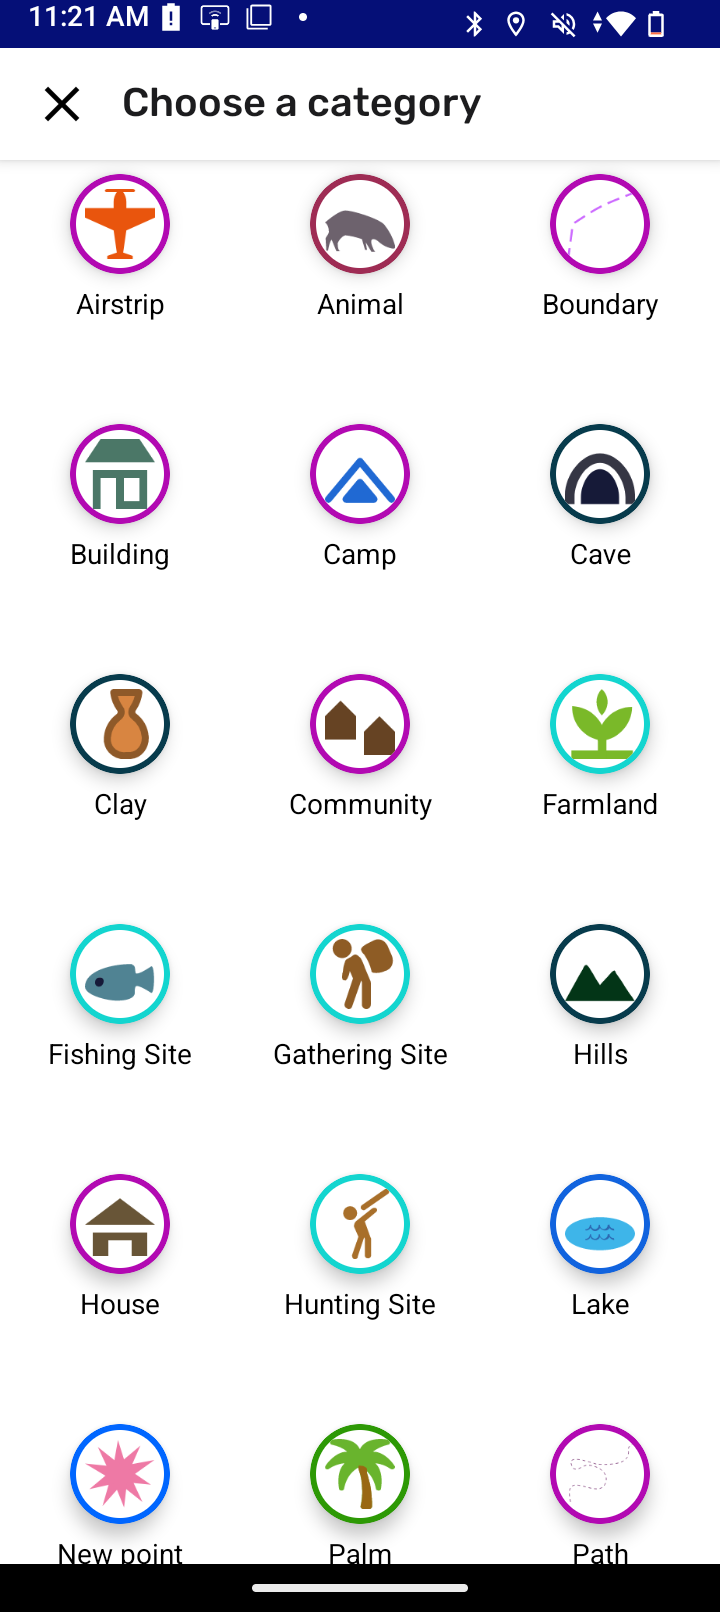 11:21 AM
Choose a category
Airstrip
Animal
Boundary
Building
Camp
Cave
Clay
Community
Farmland
Fishing Site
Gathering Site
Hills
House
Hunting Site
Lake
New point
Palm
Path